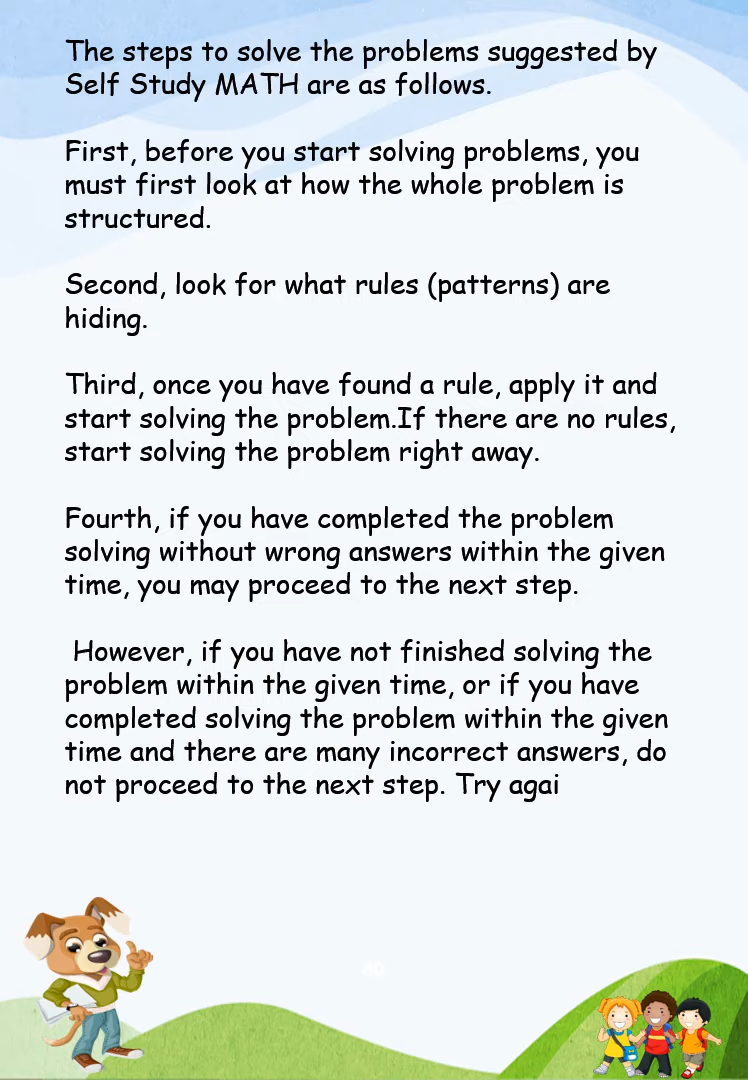 The steps to solve the problems suggested by
Self Study MATH are as follows.
First, before you start solving problems, you
must first look at how the whole problem is
structured.
Second, look for what rules (patterns) are
hiding.
Third, once you have found a rule, apply it and
start solving the problem.If there are no rules,
start solving the problem right away.
Fourth, if you have completed the problem
solving without wrong answers within the given
time, you may proceed to the next step.
However, if you have not finished solving the
problem within the given time, or if you have
completed solving the problem within the given
time and there are many incorrect answers, do
not proceed to the next step. Try agai